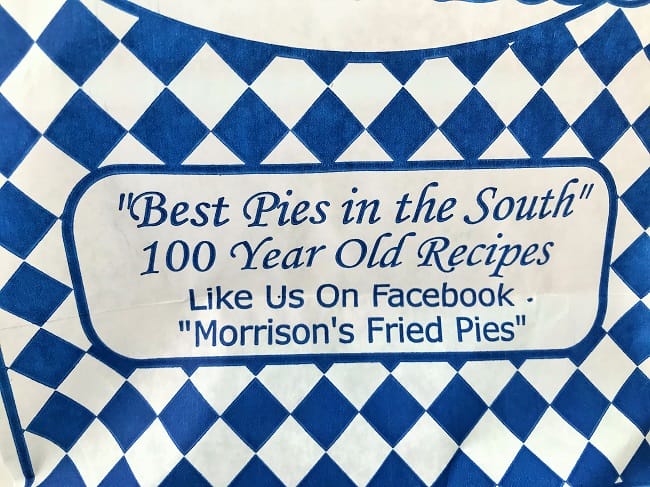 "Best Pies in the South"
100 Year Old Recipes
Like Us On Facebook .
"Morrison's Fried Pies"